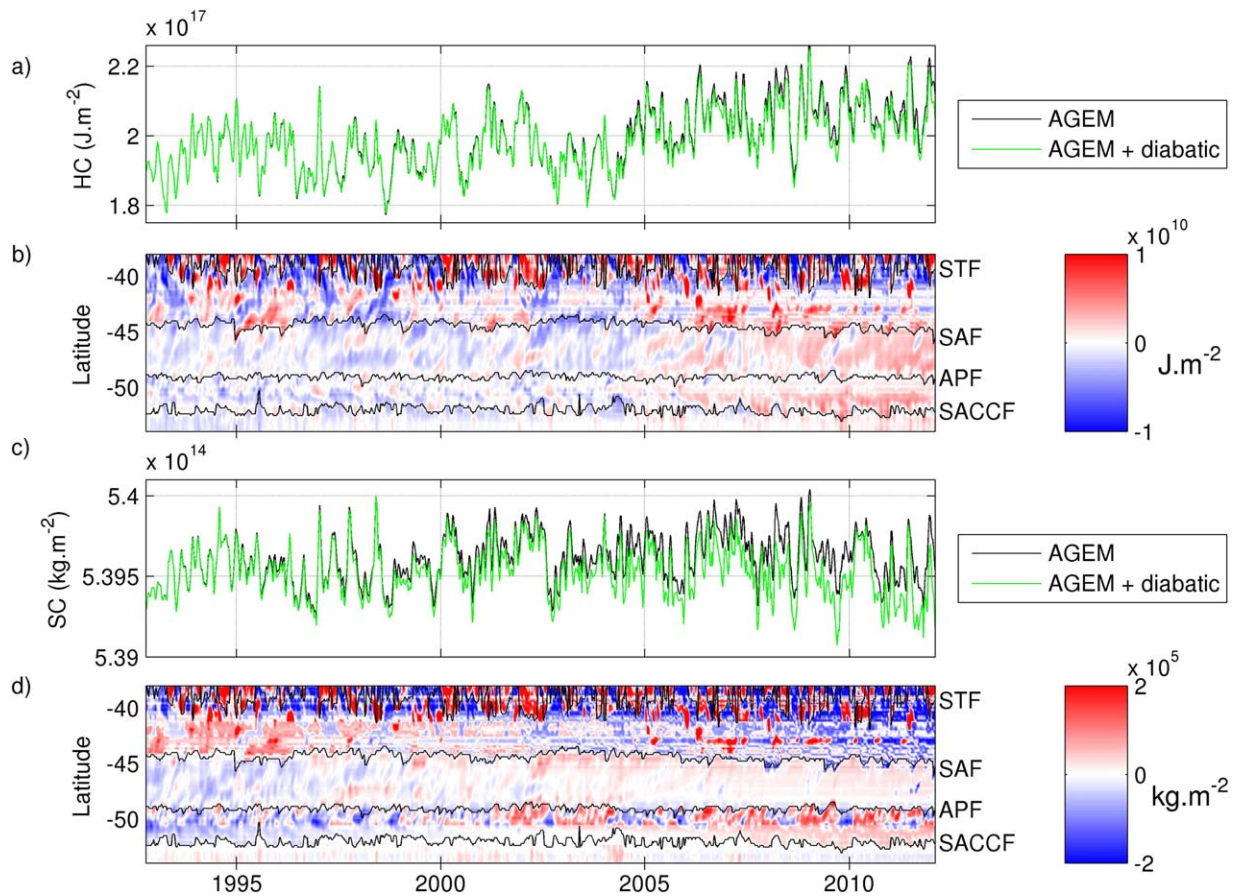 x 10^17
a)
HC (J.m^-2)
2.2
2
1.8
AGEM
AGEM + diabatic
b)
Latitude
-40
-45
-50
STF
SAF
APF
SACCF
x 10^10
1
0
-1
J.m^-2
c)
x 10^14
SC (kg.m^-2)
5.4
5.395
5.39
AGEM
AGEM + diabatic
d)
Latitude
-40
-45
-50
STF
SAF
APF
SACCF
x 10^5
2
0
-2
kg.m^-2
1995
2000
2005
2010